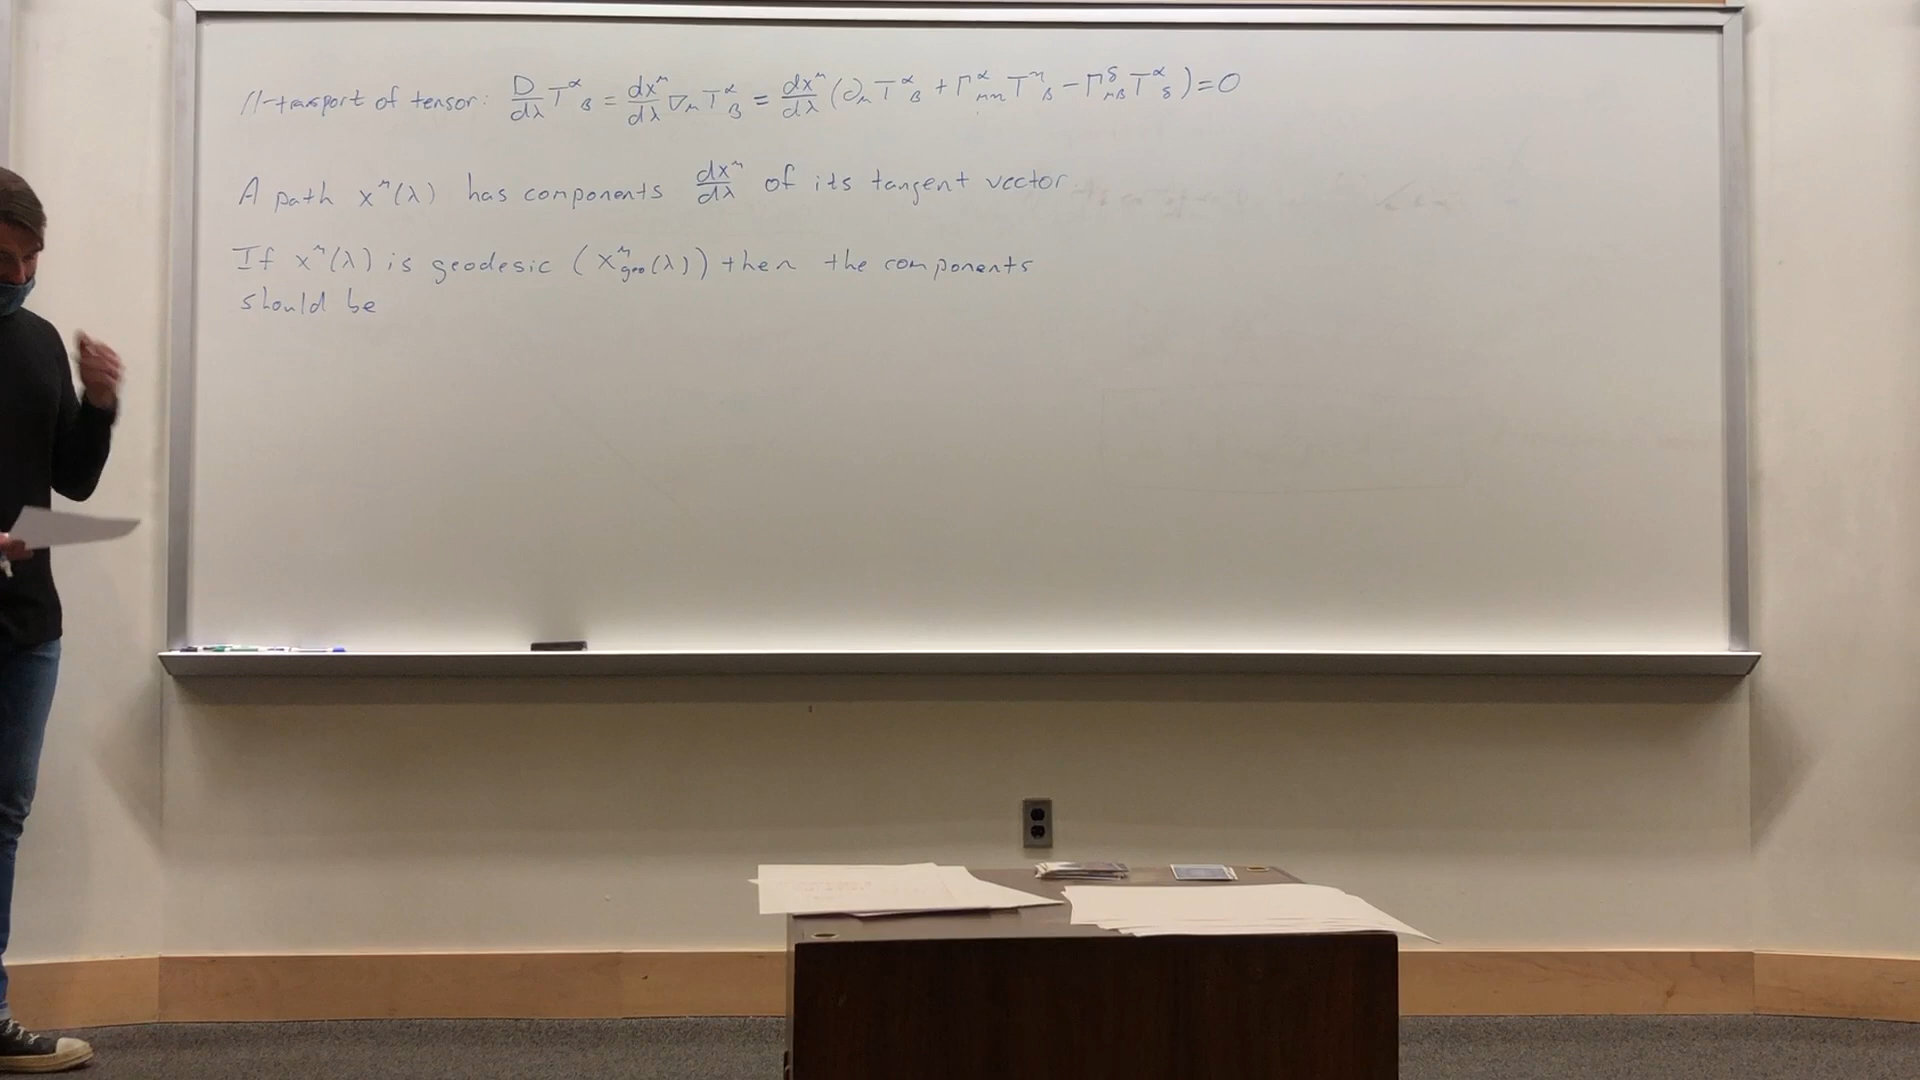 //-transport of tensor: D/dλ T^α_β = dx^μ/dλ ∇_μ T^α_β = dx^μ/dλ (∂_μ T^α_β + Γ^α_μη T^η_β − Γ^δ_μβ T^α_δ) = 0
A path x^μ(λ) has components dx^μ/dλ of its tangent vector.
If x^μ(λ) is geodesic (x^μ_geo(λ)) then the components
should be